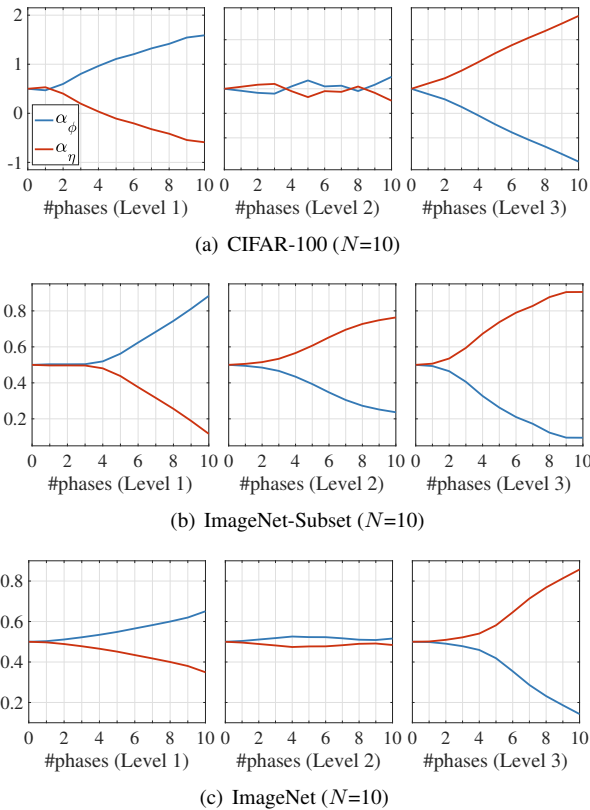 2
1
0
-1
α_ϕ
α_η
0 2 4 6 8 10 0 2 4 6 8 10 0 2 4 6 8 10
#phases (Level 1) #phases (Level 2) #phases (Level 3)
(a) CIFAR-100 (N=10)
0.8
0.6
0.4
0.2
0 2 4 6 8 10 0 2 4 6 8 10 0 2 4 6 8 10
#phases (Level 1) #phases (Level 2) #phases (Level 3)
(b) ImageNet-Subset (N=10)
0.8
0.6
0.4
0.2
0 2 4 6 8 10 0 2 4 6 8 10 0 2 4 6 8 10
#phases (Level 1) #phases (Level 2) #phases (Level 3)
(c) ImageNet (N=10)